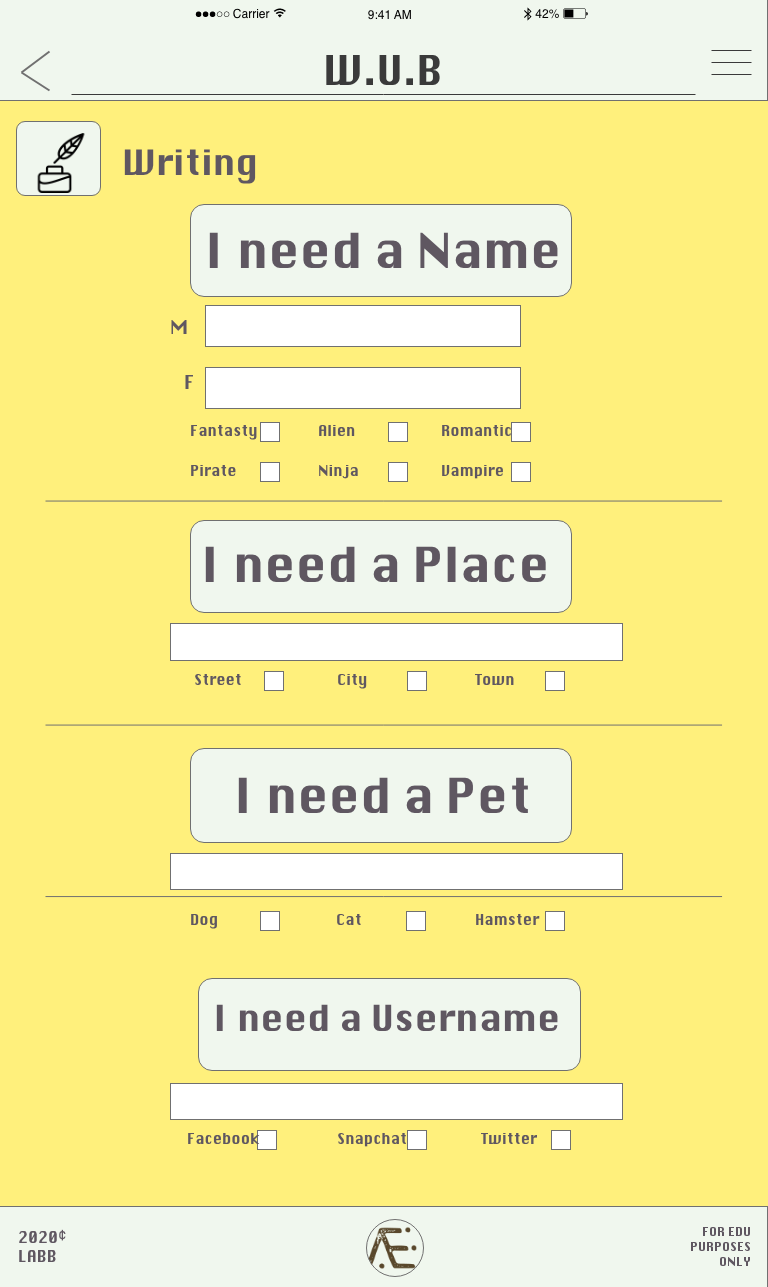 Carrier 9:41 AM 42%
W.U.B
Writing
I need a Name
M
F
Fantasty Alien Romantic
Pirate Ninja Vampire
I need a Place
Street City Town
I need a Pet
Dog Cat Hamster
I need a Username
Facebook Snapchat Twitter
2020¢
LABB
Æ
FOR EDU
PURPOSES
ONLY